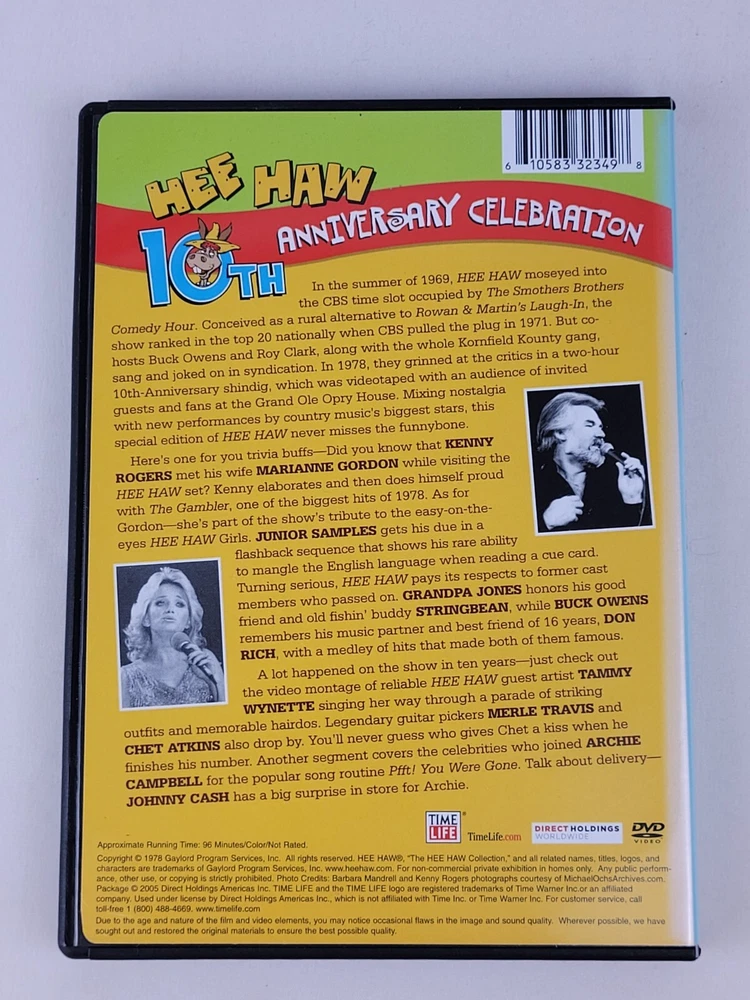 6 10583 32349 8
HEE HAW
10TH ANNIVERSARY CELEBRATION
In the summer of 1969, HEE HAW moseyed into
the CBS time slot occupied by The Smothers Brothers
Comedy Hour. Conceived as a rural alternative to Rowan & Martin's Laugh-In, the
show ranked in the top 20 nationally when CBS pulled the plug in 1971. But co-
hosts Buck Owens and Roy Clark, along with the whole Kornfield Kounty gang,
sang and joked on in syndication. In 1978, they grinned at the critics in a two-hour
10th-Anniversary shindig, which was videotaped with an audience of invited
guests and fans at the Grand Ole Opry House. Mixing nostalgia
with new performances by country music's biggest stars, this
special edition of HEE HAW never misses the funnybone.
Here's one for you trivia buffs—Did you know that KENNY
ROGERS met his wife MARIANNE GORDON while visiting the
HEE HAW set? Kenny elaborates and then does himself proud
with The Gambler, one of the biggest hits of 1978. As for
Gordon—she's part of the show's tribute to the easy-on-the-
eyes HEE HAW Girls. JUNIOR SAMPLES gets his due in a
flashback sequence that shows his rare ability
to mangle the English language when reading a cue card.
Turning serious, HEE HAW pays its respects to former cast
members who passed on. GRANDPA JONES honors his good
friend and old fishin' buddy STRINGBEAN, while BUCK OWENS
remembers his music partner and best friend of 16 years, DON
RICH, with a medley of hits that made both of them famous.
A lot happened on the show in ten years—just check out
the video montage of reliable HEE HAW guest artist TAMMY
WYNETTE singing her way through a parade of striking
outfits and memorable hairdos. Legendary guitar pickers MERLE TRAVIS and
CHET ATKINS also drop by. You'll never guess who gives Chet a kiss when he
finishes his number. Another segment covers the celebrities who joined ARCHIE
CAMPBELL for the popular song routine Pfft! You Were Gone. Talk about delivery—
JOHNNY CASH has a big surprise in store for Archie.
TIME LIFE® TimeLife.com DIRECT HOLDINGS WORLDWIDE DVD VIDEO
Approximate Running Time: 96 Minutes/Color/Not Rated.
Copyright © 1978 Gaylord Program Services, Inc. All rights reserved. HEE HAW®, "The HEE HAW Collection," and all related names, titles, logos, and
characters are trademarks of Gaylord Program Services, Inc. www.heehaw.com. For non-commercial private exhibition in homes only. Any public perform-
ance, other use, or copying is strictly prohibited. Photo Credits: Barbara Mandrell and Kenny Rogers photographs courtesy of MichaelOchsArchives.com.
Package © 2005 Direct Holdings Americas Inc. TIME LIFE and the TIME LIFE logo are registered trademarks of Time Warner Inc.or an affiliated
company. Used under license by Direct Holdings Americas Inc., which is not affiliated with Time Inc. or Time Warner Inc. For customer service, call
toll-free 1 (800) 488-4669. www.timelife.com
Due to the age and nature of the film and video elements, you may notice occasional flaws in the image and sound quality. Wherever possible, we have
sought out and restored the original materials to ensure the best possible quality.